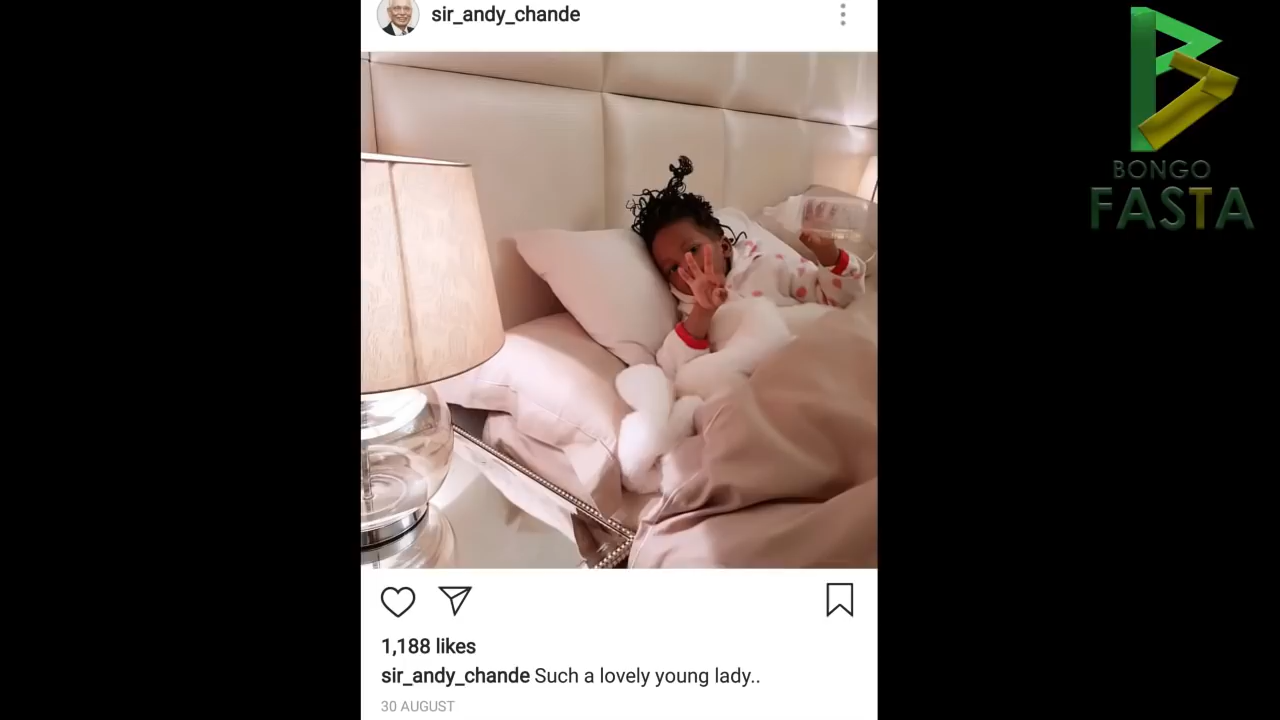 sir_andy_chande
BONGO
FASTA
1,188 likes
sir_andy_chande Such a lovely young lady..
30 AUGUST